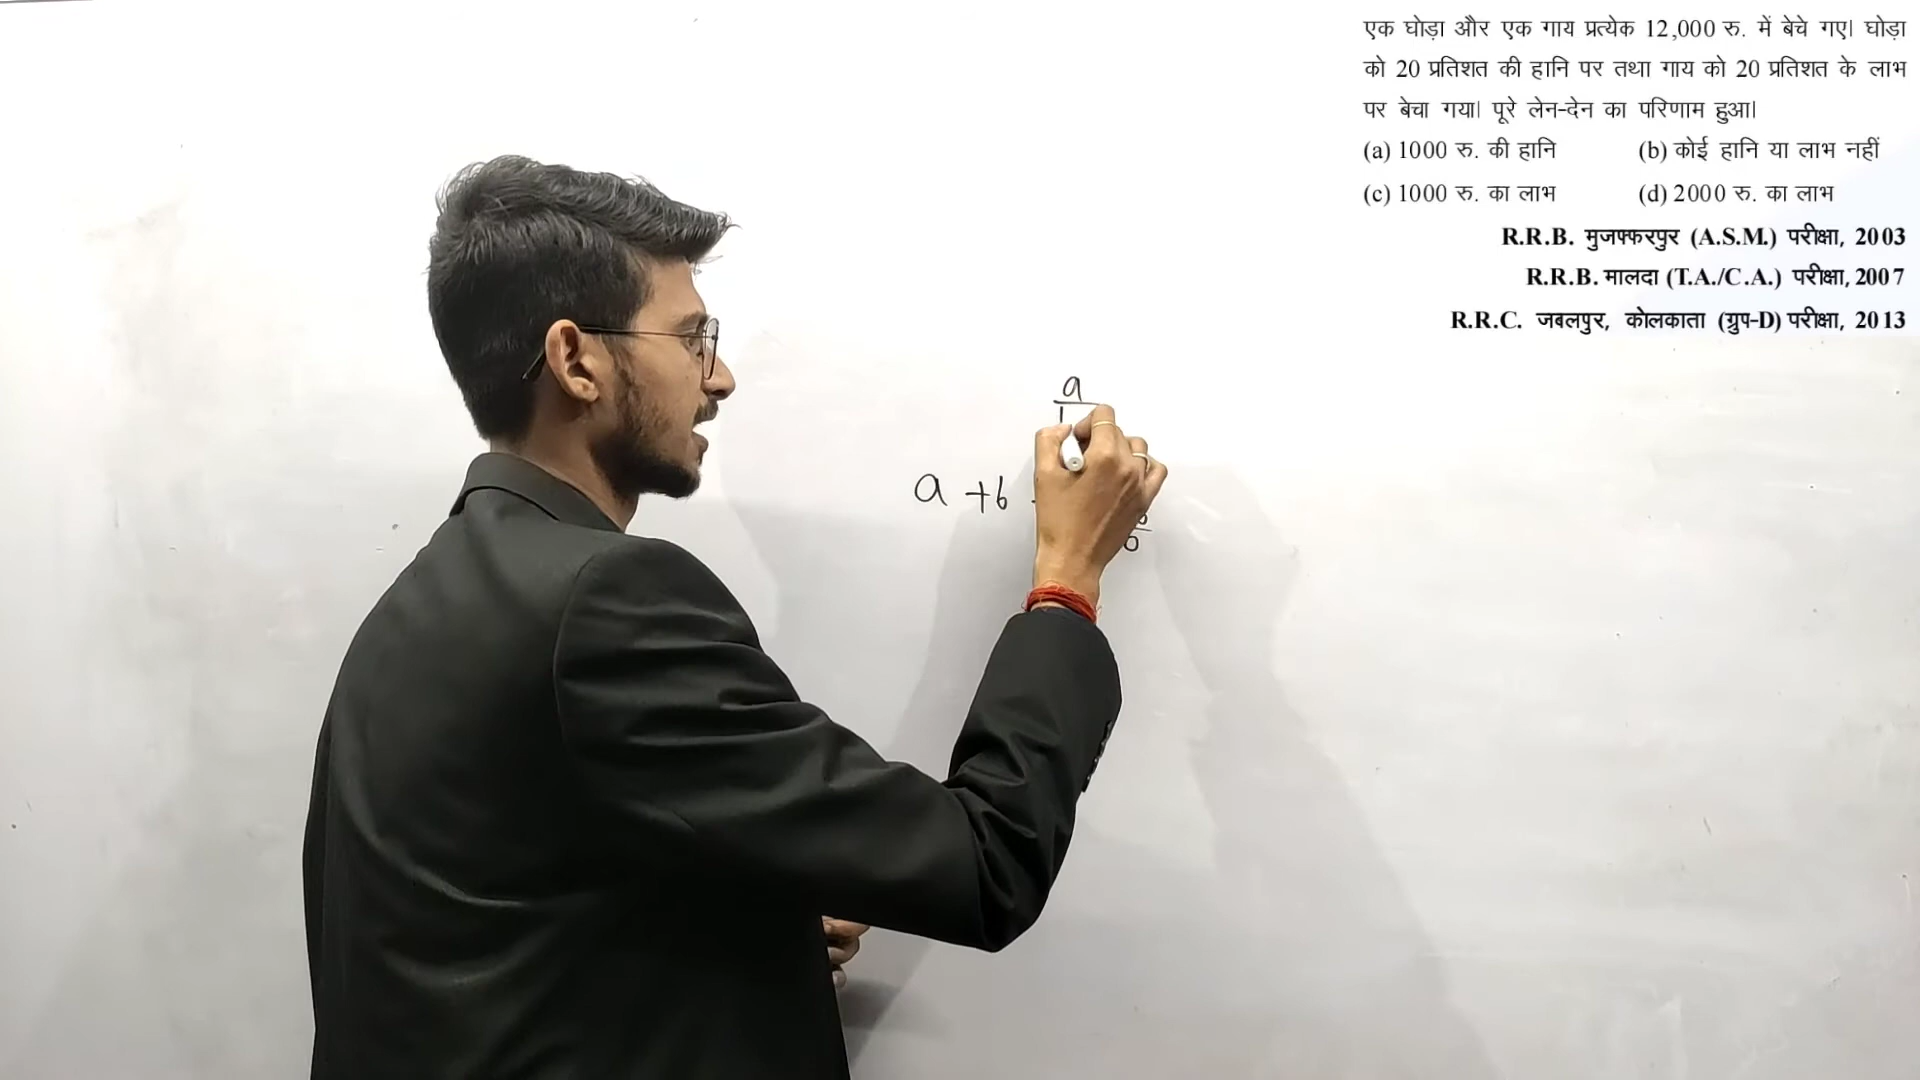 एक घोड़ा और एक गाय प्रत्येक 12,000 रु. में बेचे गए। घोड़ा
को 20 प्रतिशत की हानि पर तथा गाय को 20 प्रतिशत के लाभ
पर बेचा गया। पूरे लेन-देन का परिणाम हुआ।
(a) 1000 रु. की हानि (b) कोई हानि या लाभ नहीं
(c) 1000 रु. का लाभ (d) 2000 रु. का लाभ
R.R.B. मुजफ्फरपुर (A.S.M.) परीक्षा, 2003
R.R.B. मालदा (T.A./C.A.) परीक्षा, 2007
R.R.C. जबलपुर, कोलकाता (ग्रुप-D) परीक्षा, 2013
a
a + b